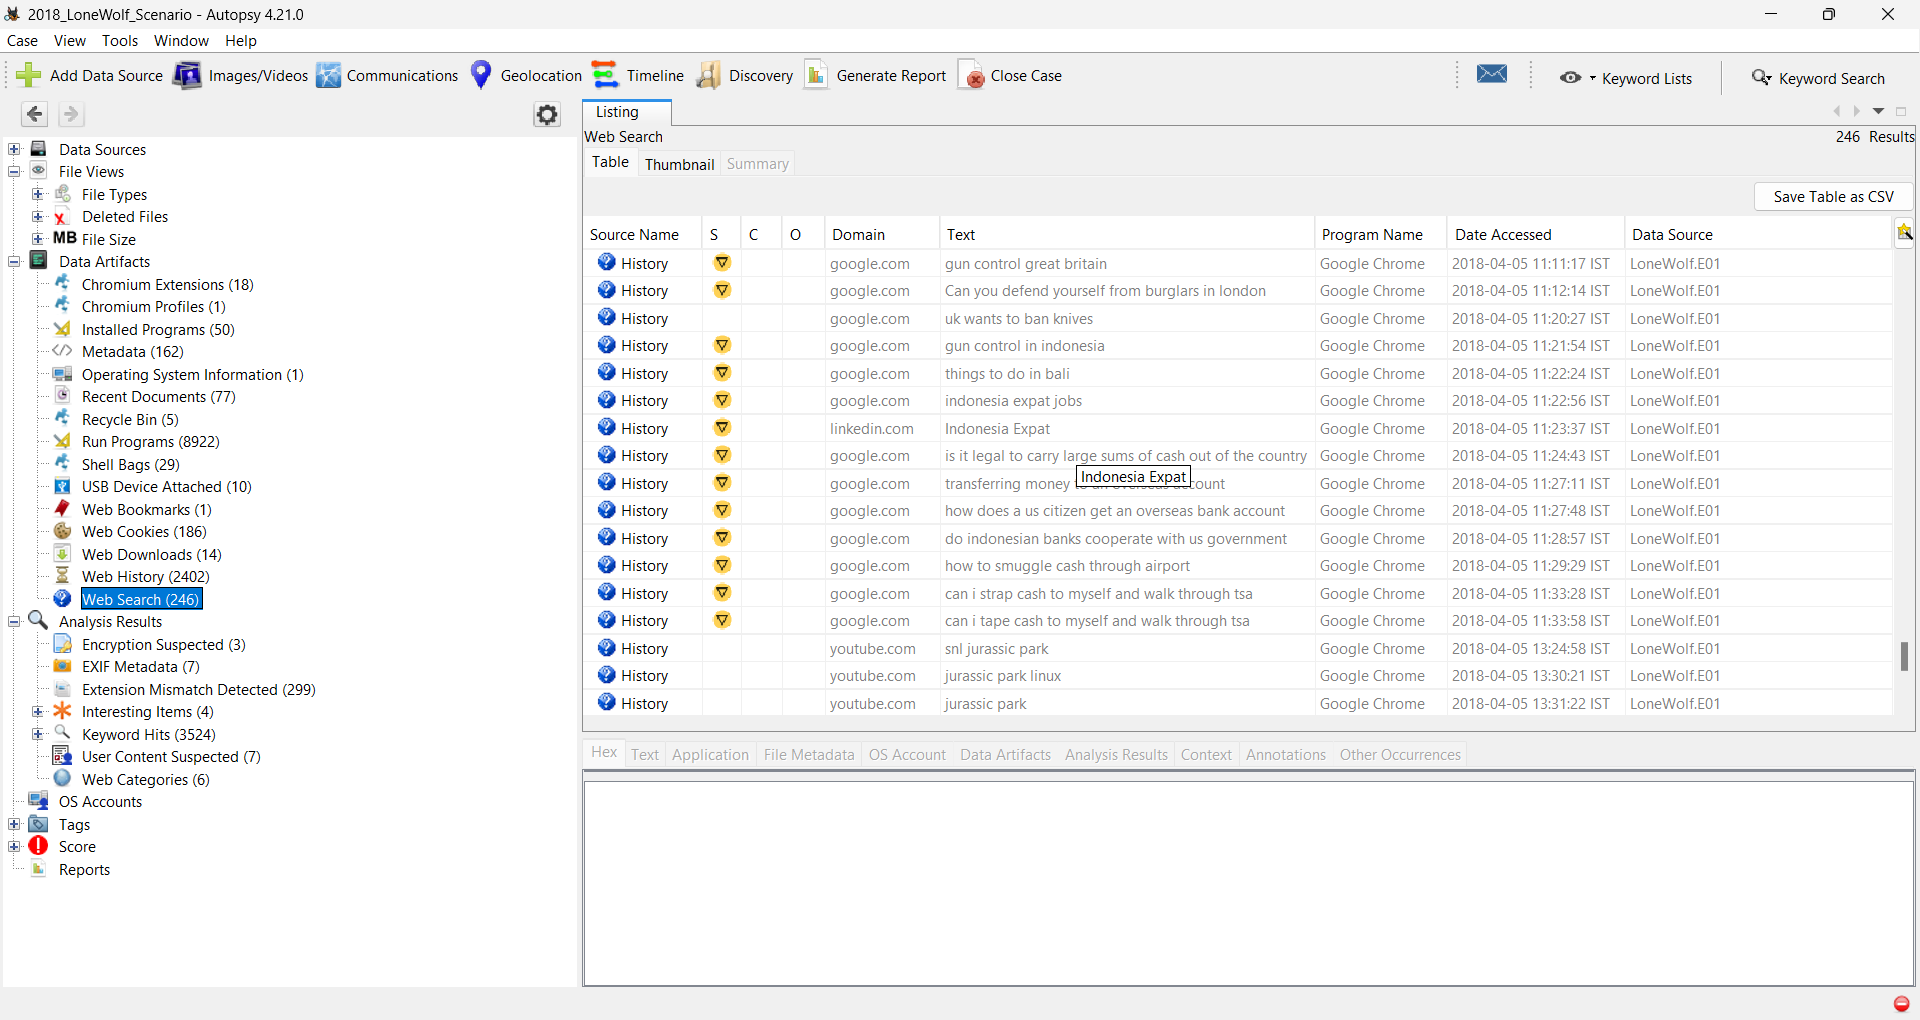 2018_LoneWolf_Scenario - Autopsy 4.21.0
Case View Tools Window Help
Add Data Source Images/Videos Communications Geolocation Timeline Discovery Generate Report Close Case Keyword Lists Keyword Search
Data Sources
File Views
File Types
Deleted Files
MB File Size
Data Artifacts
Chromium Extensions (18)
Chromium Profiles (1)
Installed Programs (50)
Metadata (162)
Operating System Information (1)
Recent Documents (77)
Recycle Bin (5)
Run Programs (8922)
Shell Bags (29)
USB Device Attached (10)
Web Bookmarks (1)
Web Cookies (186)
Web Downloads (14)
Web History (2402)
Web Search (246)
Analysis Results
Encryption Suspected (3)
EXIF Metadata (7)
Extension Mismatch Detected (299)
Interesting Items (4)
Keyword Hits (3524)
User Content Suspected (7)
Web Categories (6)
OS Accounts
Tags
Score
Reports
Listing
Web Search 246 Results
Table Thumbnail Summary
Save Table as CSV
Source Name S C O Domain Text Program Name Date Accessed Data Source
History google.com gun control great britain Google Chrome 2018-04-05 11:11:17 IST LoneWolf.E01
History google.com Can you defend yourself from burglars in london Google Chrome 2018-04-05 11:12:14 IST LoneWolf.E01
History google.com uk wants to ban knives Google Chrome 2018-04-05 11:20:27 IST LoneWolf.E01
History google.com gun control in indonesia Google Chrome 2018-04-05 11:21:54 IST LoneWolf.E01
History google.com things to do in bali Google Chrome 2018-04-05 11:22:24 IST LoneWolf.E01
History google.com indonesia expat jobs Google Chrome 2018-04-05 11:22:56 IST LoneWolf.E01
History linkedin.com Indonesia Expat Google Chrome 2018-04-05 11:23:37 IST LoneWolf.E01
History google.com is it legal to carry large sums of cash out of the country Google Chrome 2018-04-05 11:24:43 IST LoneWolf.E01
Indonesia Expat
History google.com transferring money Google Chrome 2018-04-05 11:27:11 IST LoneWolf.E01
History google.com how does a us citizen get an overseas bank account Google Chrome 2018-04-05 11:27:48 IST LoneWolf.E01
History google.com do indonesian banks cooperate with us government Google Chrome 2018-04-05 11:28:57 IST LoneWolf.E01
History google.com how to smuggle cash through airport Google Chrome 2018-04-05 11:29:29 IST LoneWolf.E01
History google.com can i strap cash to myself and walk through tsa Google Chrome 2018-04-05 11:33:28 IST LoneWolf.E01
History google.com can i tape cash to myself and walk through tsa Google Chrome 2018-04-05 11:33:58 IST LoneWolf.E01
History youtube.com snl jurassic park Google Chrome 2018-04-05 13:24:58 IST LoneWolf.E01
History youtube.com jurassic park linux Google Chrome 2018-04-05 13:30:21 IST LoneWolf.E01
History youtube.com jurassic park Google Chrome 2018-04-05 13:31:22 IST LoneWolf.E01
Hex Text Application File Metadata OS Account Data Artifacts Analysis Results Context Annotations Other Occurrences